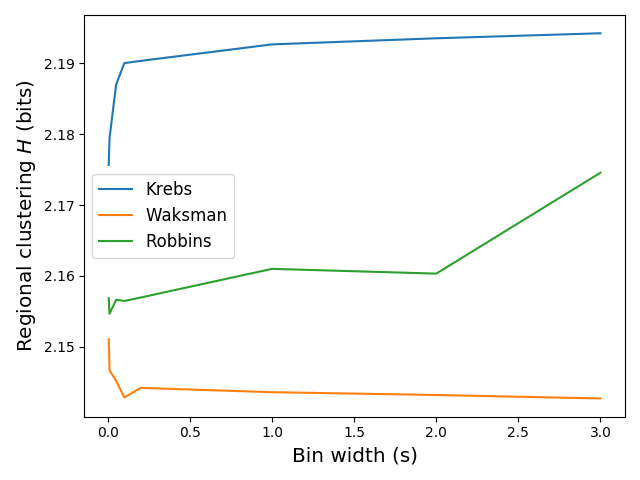 2.19
2.18
2.17
2.16
2.15
Regional clustering H (bits)
Krebs
Waksman
Robbins
0.0 0.5 1.0 1.5 2.0 2.5 3.0
Bin width (s)